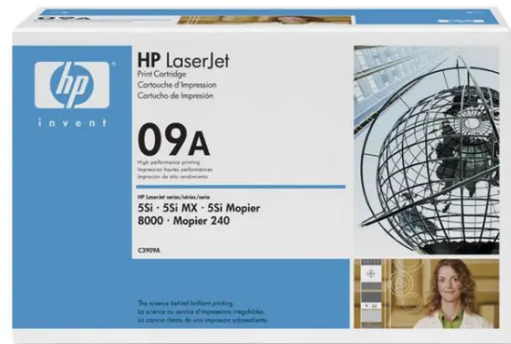 hp
invent
HP LaserJet
Print Cartridge
Cartouche d'Impression
Cartucho de Impresión
09A
High performance printing
Impression hautes performances
Impresión de alto rendimiento
HP LaserJet series/séries/serie
5Si · 5Si MX · 5Si Mopier
8000 · Mopier 240
C3909A
The science behind brilliant printing.
La science au service d'impressions inégalables.
La ciencia detrás de una impresión sobresaliente.